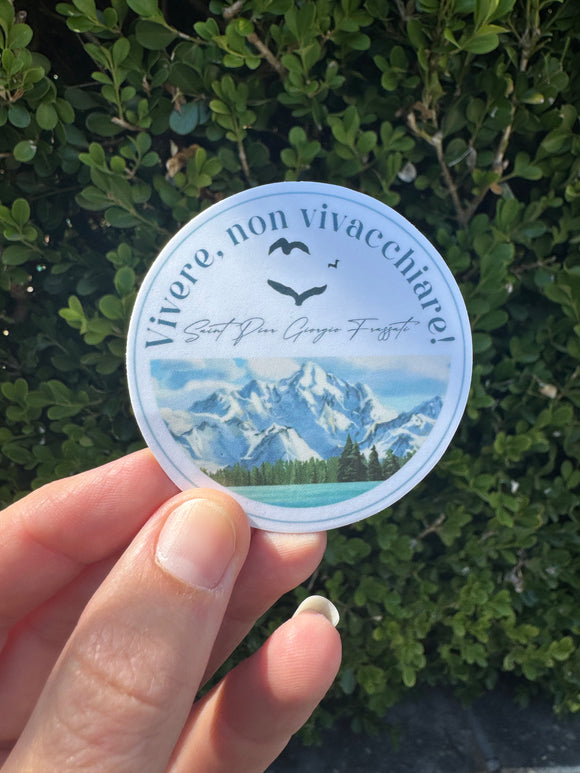 Vivere, non vivacchiare!
Saint Pier Giorgio Frassati